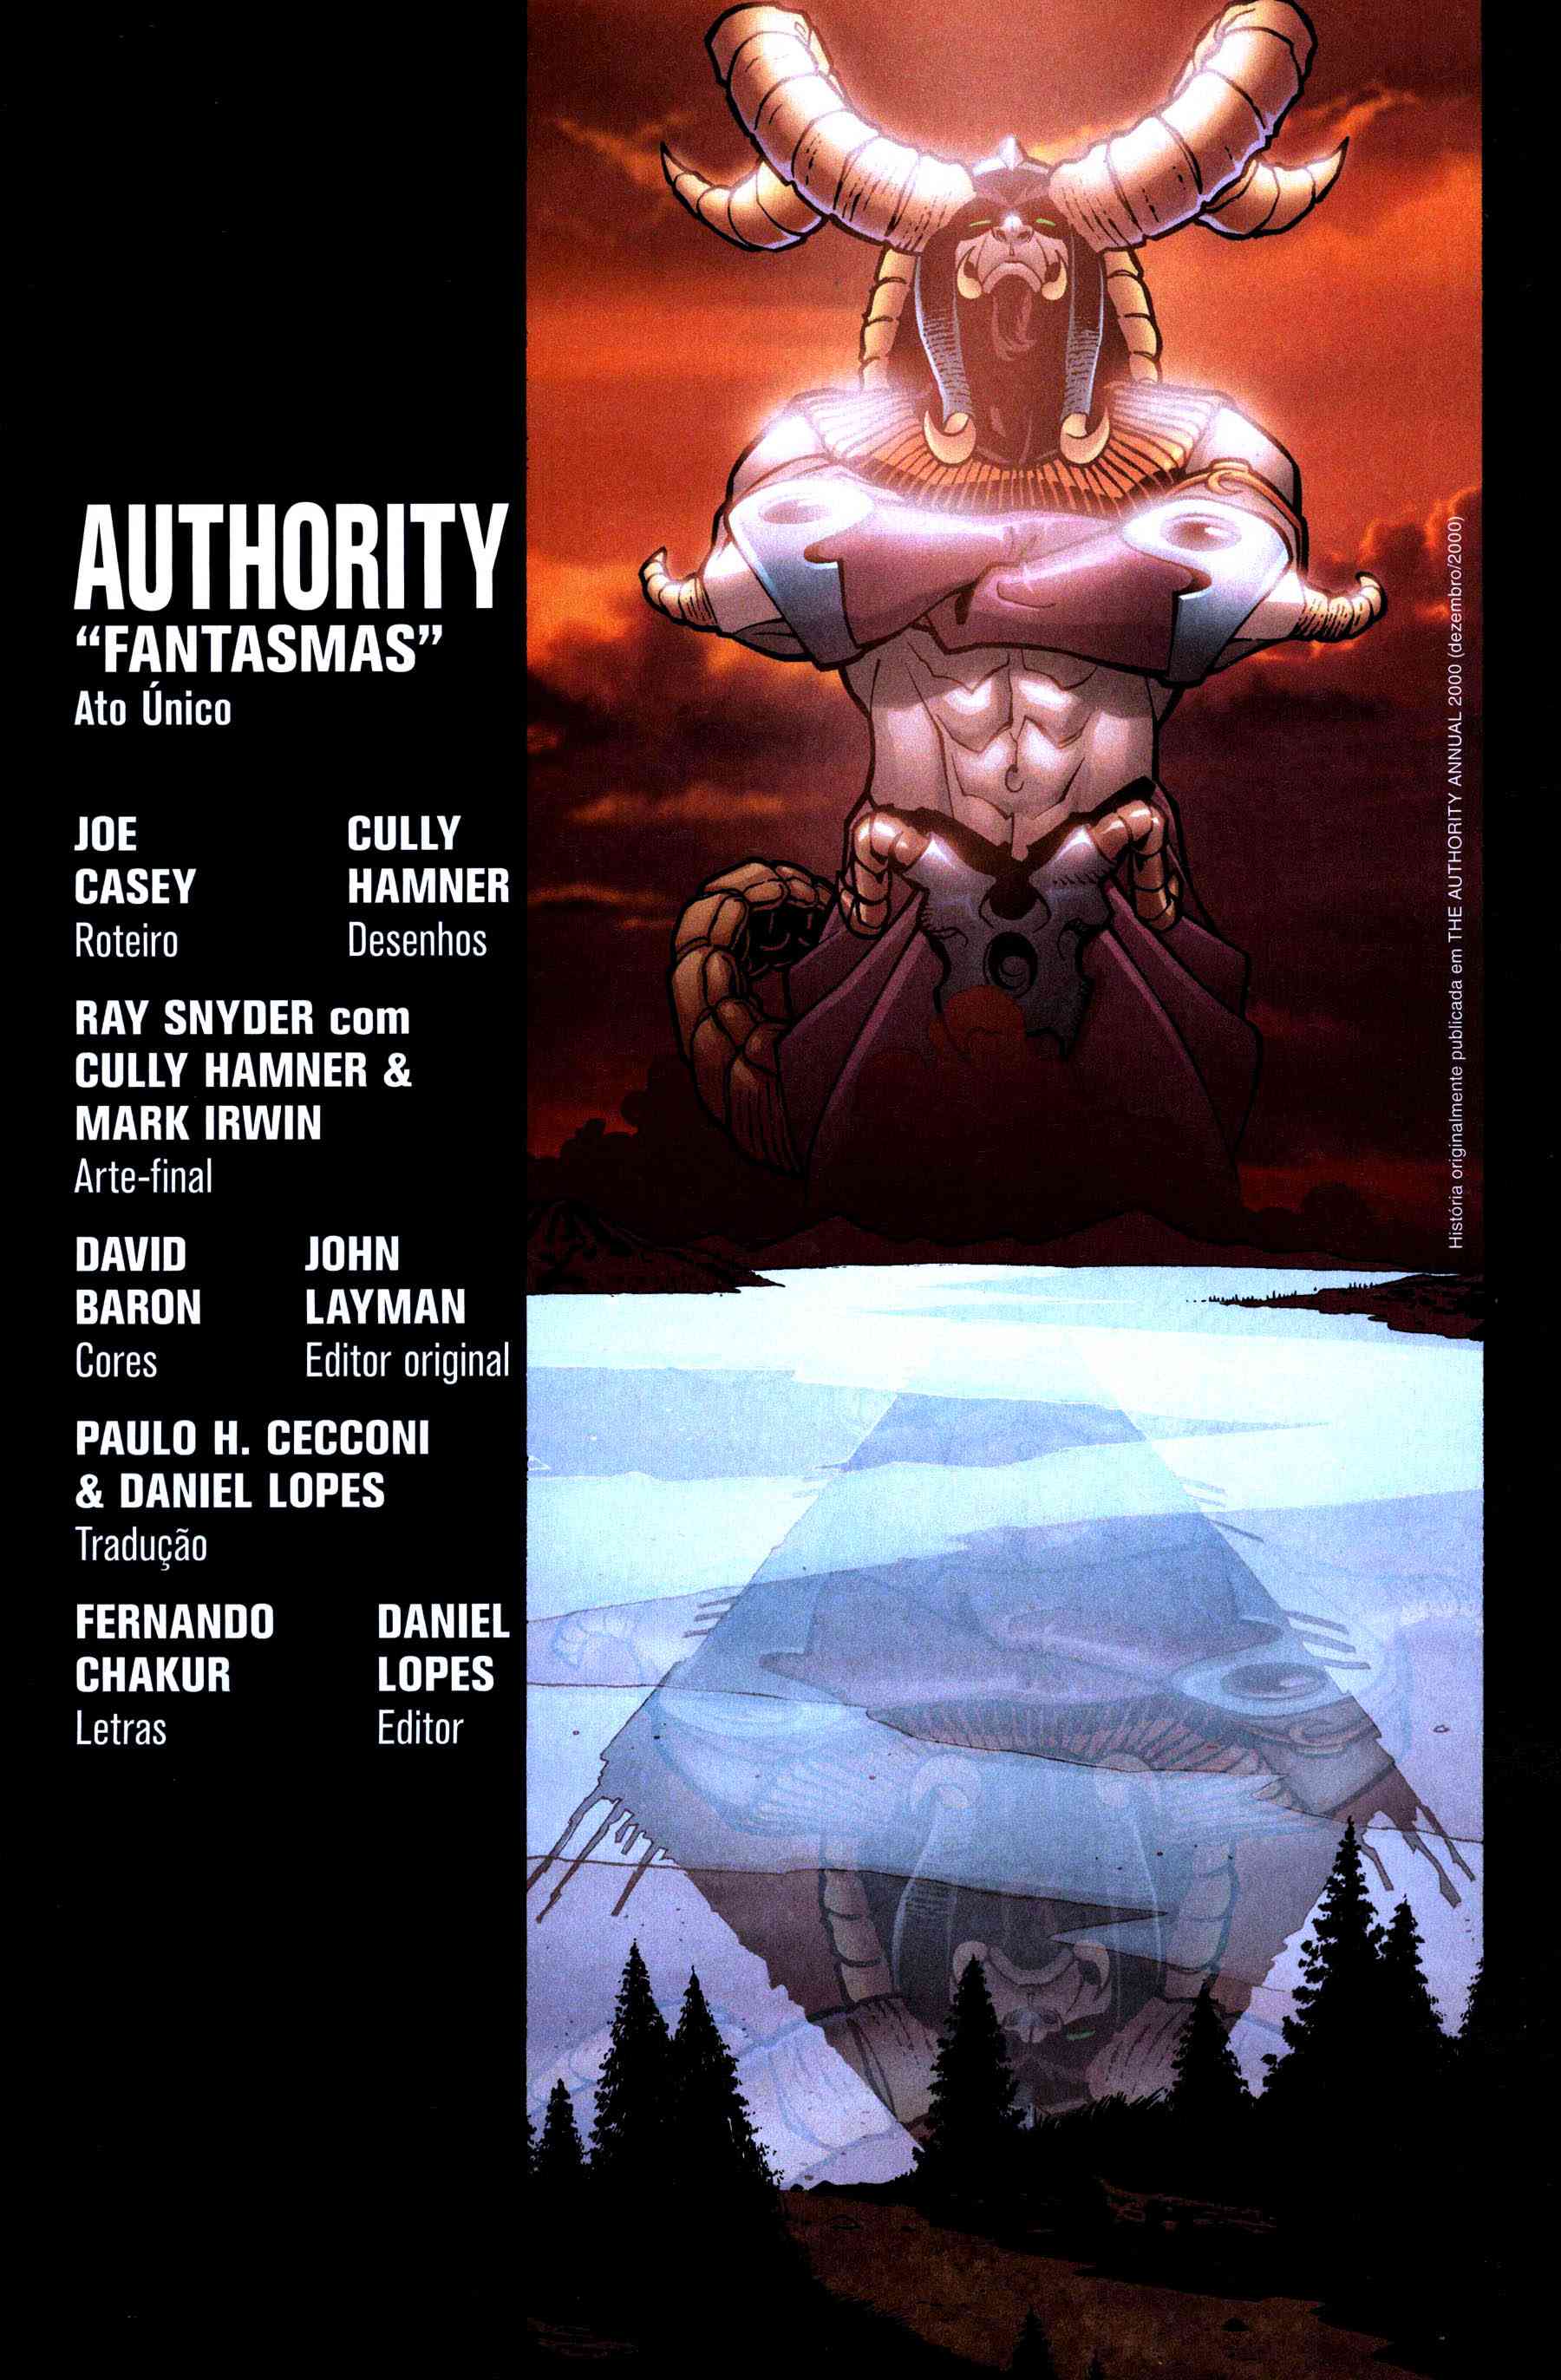 AUTHORITY
“FANTASMAS”
Ato Único
JOE
CASEY
Roteiro
CULLY
HAMNER
Desenhos
RAY SNYDER com
CULLY HAMNER &
MARK IRWIN
Arte-final
DAVID
BARON
Cores
JOHN
LAYMAN
Editor original
PAULO H. CECCONI
& DANIEL LOPES
Tradução
FERNANDO
CHAKUR
Letras
DANIEL
LOPES
Editor
História originalmente publicada em THE AUTHORITY ANNUAL 2000 (dezembro/2000)